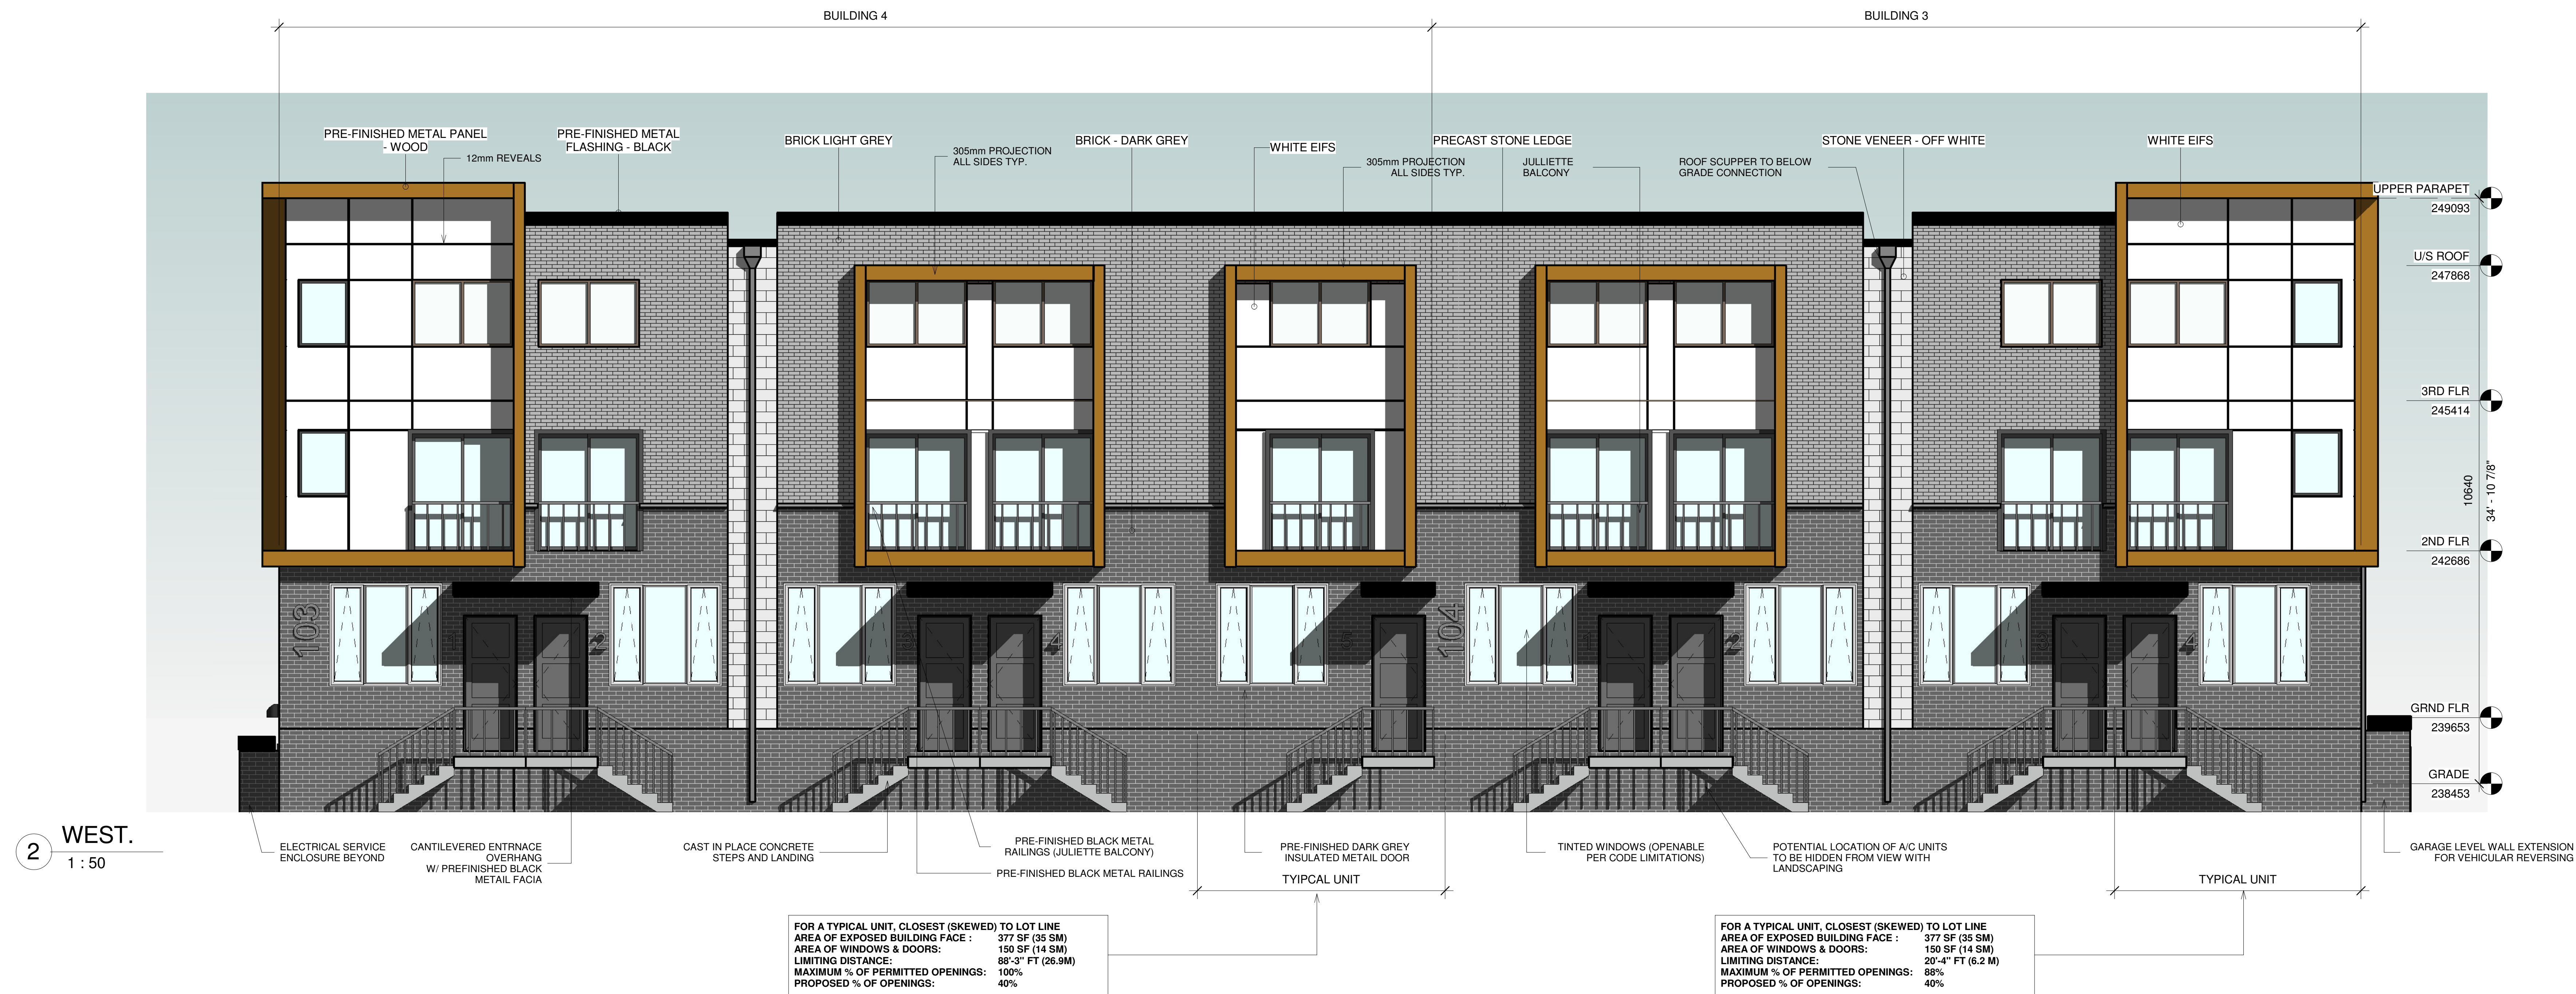 BUILDING 4
BUILDING 3
PRE-FINISHED METAL PANEL
- WOOD
12mm REVEALS
PRE-FINISHED METAL
FLASHING - BLACK
BRICK LIGHT GREY
305mm PROJECTION
ALL SIDES TYP.
BRICK - DARK GREY
WHITE EIFS
305mm PROJECTION
ALL SIDES TYP.
PRECAST STONE LEDGE
JULLIETTE
BALCONY
ROOF SCUPPER TO BELOW
GRADE CONNECTION
STONE VENEER - OFF WHITE
WHITE EIFS
UPPER PARAPET
249093
U/S ROOF
247868
3RD FLR
245414
10640
34' - 10 7/8"
2ND FLR
242686
GRND FLR
239653
GRADE
238453
103
1
2
3
4
5
104
1
2
3
4
2
WEST.
1 : 50
ELECTRICAL SERVICE
ENCLOSURE BEYOND
CANTILEVERED ENTRNACE
OVERHANG
W/ PREFINISHED BLACK
METAIL FACIA
CAST IN PLACE CONCRETE
STEPS AND LANDING
PRE-FINISHED BLACK METAL
RAILINGS (JULIETTE BALCONY)
PRE-FINISHED BLACK METAL RAILINGS
PRE-FINISHED DARK GREY
INSULATED METAIL DOOR
TYIPCAL UNIT
TINTED WINDOWS (OPENABLE
PER CODE LIMITATIONS)
POTENTIAL LOCATION OF A/C UNITS
TO BE HIDDEN FROM VIEW WITH
LANDSCAPING
TYPICAL UNIT
GARAGE LEVEL WALL EXTENSION
FOR VEHICULAR REVERSING
FOR A TYPICAL UNIT, CLOSEST (SKEWED) TO LOT LINE
AREA OF EXPOSED BUILDING FACE : 377 SF (35 SM)
AREA OF WINDOWS & DOORS: 150 SF (14 SM)
LIMITING DISTANCE: 88'-3" FT (26.9M)
MAXIMUM % OF PERMITTED OPENINGS: 100%
PROPOSED % OF OPENINGS: 40%
FOR A TYPICAL UNIT, CLOSEST (SKEWED) TO LOT LINE
AREA OF EXPOSED BUILDING FACE : 377 SF (35 SM)
AREA OF WINDOWS & DOORS: 150 SF (14 SM)
LIMITING DISTANCE: 20'-4" FT (6.2 M)
MAXIMUM % OF PERMITTED OPENINGS: 88%
PROPOSED % OF OPENINGS: 40%